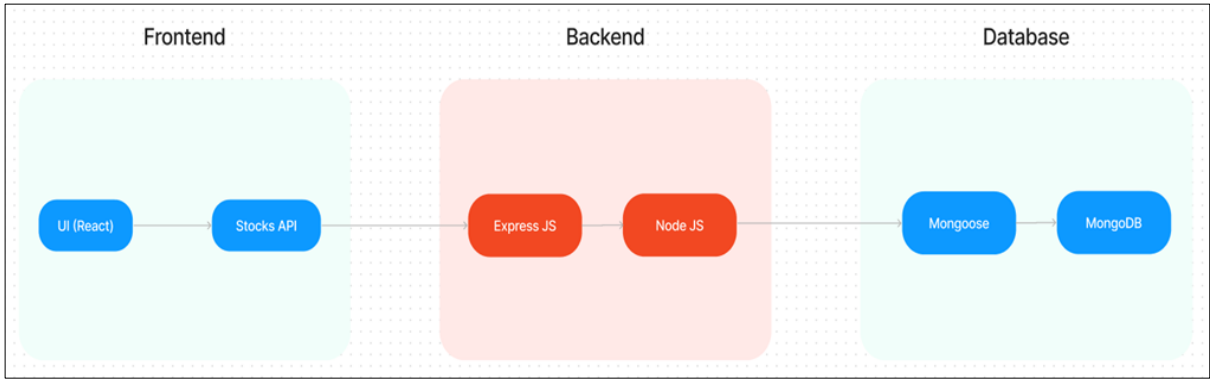 Frontend
Backend
Database
UI (React)
Stocks API
Express JS
Node JS
Mongoose
MongoDB